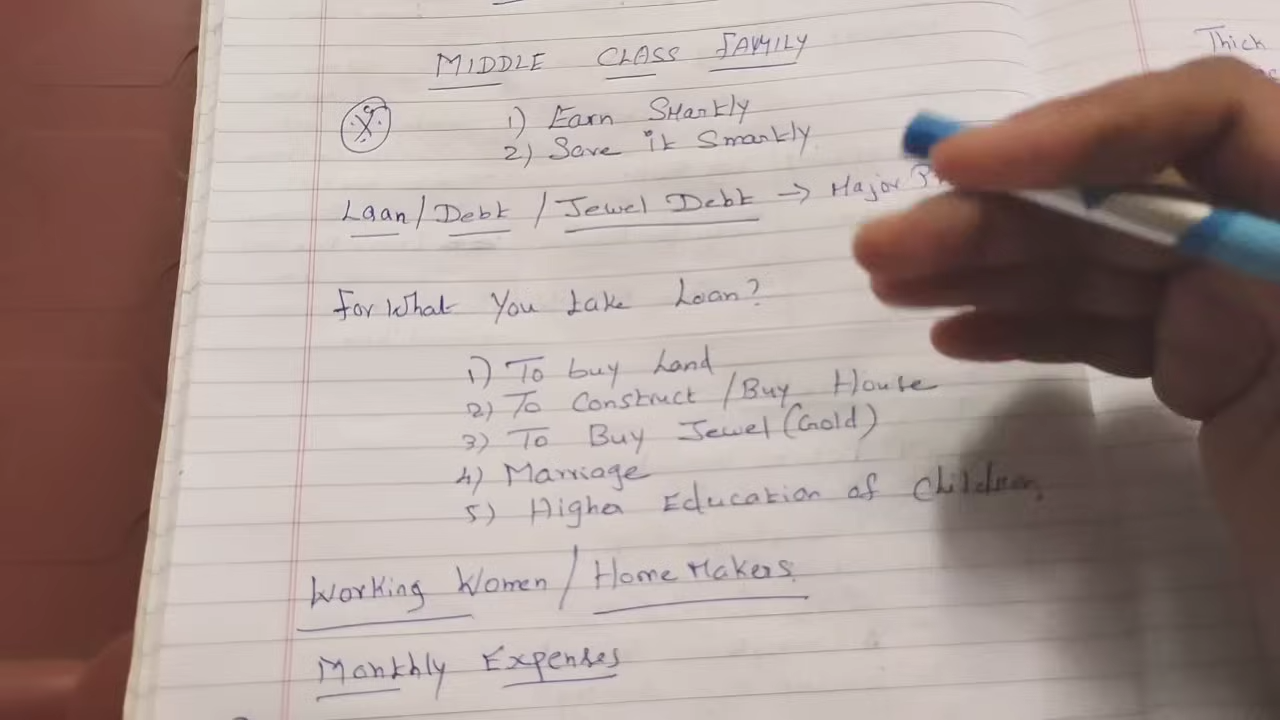 MIDDLE CLASS FAMILY
1) Earn Smartly
2) Save it Smartly
Loan / Debt / Jewel Debt → Major
For What You take Loan?
1) To buy Land
2) To Construct / Buy House
3) To Buy Jewel (Gold)
4) Marriage
5) Higher Education of Children.
Working Women / Home Makers
Monthly Expenses
Thick